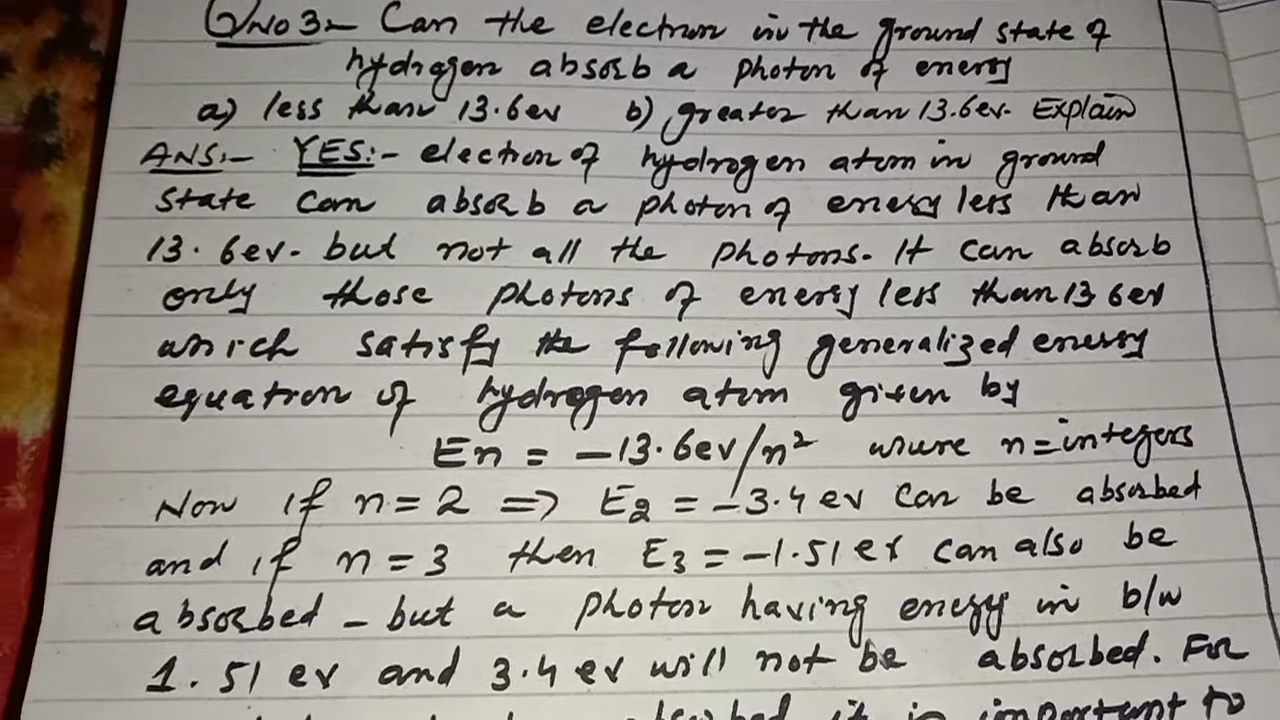 QNO3- Can the electron in the ground state of
hydrogen absorb a photon of energy
a) less than 13.6ev b) greater than 13.6ev. Explain
ANS:- YES:- electron of hydrogen atom in ground
state can absorb a photon of energy less than
13.6ev. but not all the photons. It can absorb
only those photons of energy less than 13 6ev
which satisfy the following generalized energy
equation of hydrogen atom given by
En = -13.6ev/n² where n=integers
Now if n=2 => E2 = -3.4 ev can be absorbed
and if n=3 then E3 = -1.51 ev can also be
absorbed - but a photon having energy in b/w
1.51 ev and 3.4 ev will not be absorbed. For
it is important to